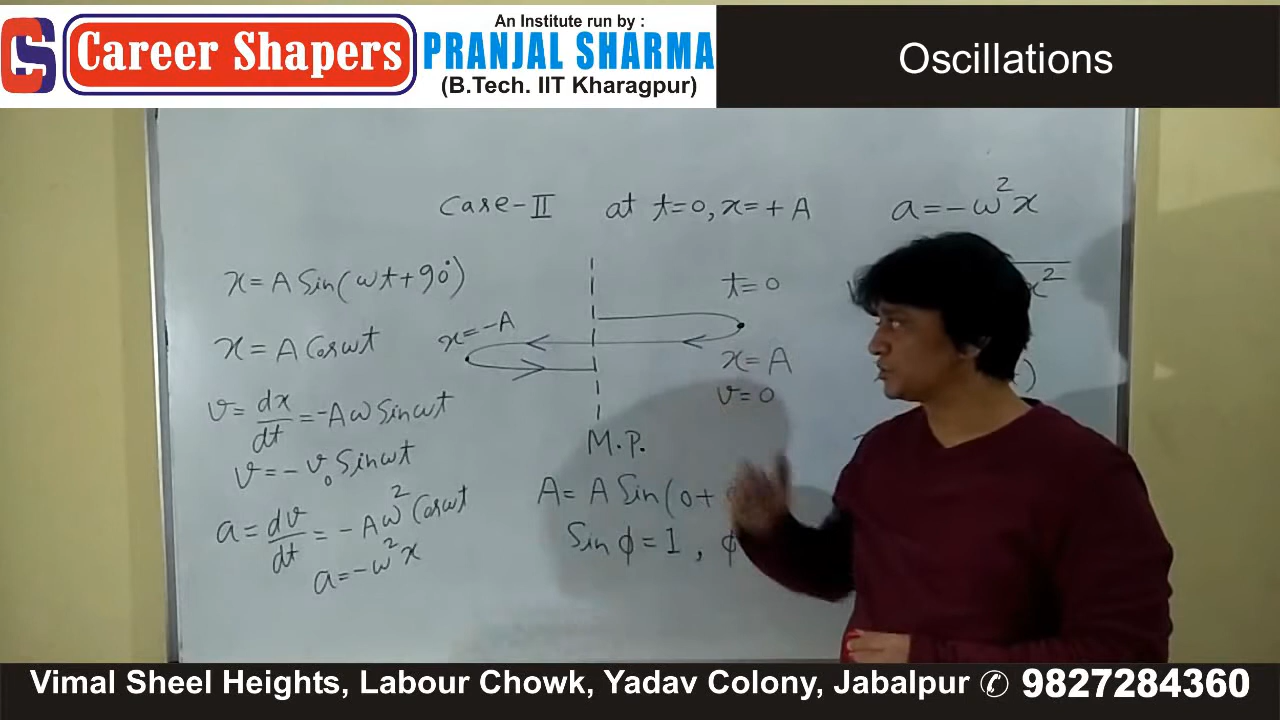 An Institute run by :
Career Shapers
PRANJAL SHARMA
(B.Tech. IIT Kharagpur)
Oscillations
Case-II at t=0, x=+A
a=-ω²x
x=A Sin(ωt+90°)
x=A Cosωt
v=dx/dt=-Aω Sinωt
v=-v₀ Sinωt
a=dv/dt=-Aω² Cosωt
a=-ω²x
x=-A
t=0
x=A
v=0
M.P.
A=A Sin(0+
Sin ϕ=1, ϕ
x²
)
Vimal Sheel Heights, Labour Chowk, Yadav Colony, Jabalpur ✆ 9827284360